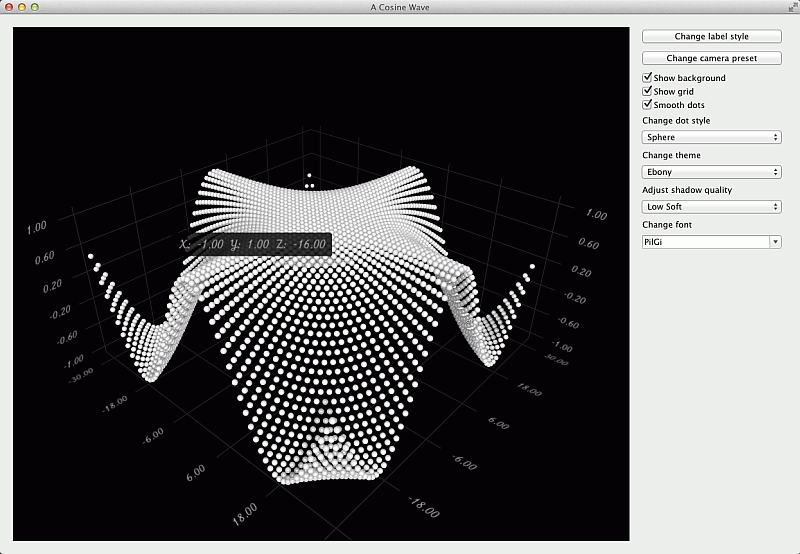 A Cosine Wave
Change label style
Change camera preset
Show background
Show grid
Smooth dots
Change dot style
Sphere
Change theme
Ebony
Adjust shadow quality
Low Soft
Change font
PilGi
X: -1.00 Y: 1.00 Z: -16.00
1.00
0.60
0.20
-0.20
-0.60
-1.00
-30.00
-18.00
-6.00
6.00
18.00
1.00
0.60
0.20
-0.20
-0.60
-1.00
-30.00
18.00
6.00
-6.00
-18.00